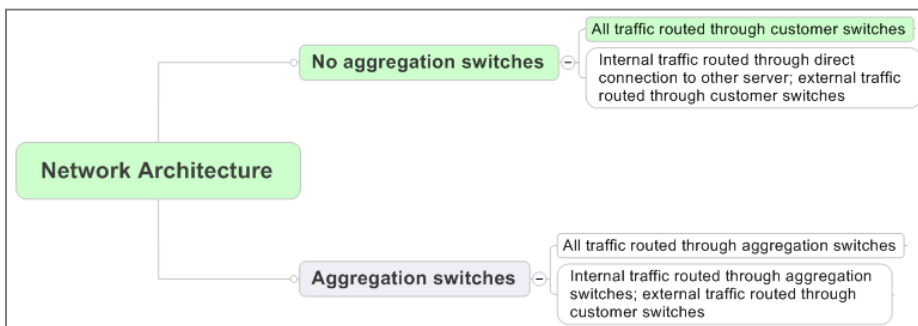 All traffic routed through customer switches
No aggregation switches
Internal traffic routed through direct
connection to other server; external traffic
routed through customer switches
Network Architecture
All traffic routed through aggregation switches
Aggregation switches
Internal traffic routed through aggregation
switches; external traffic routed through
customer switches